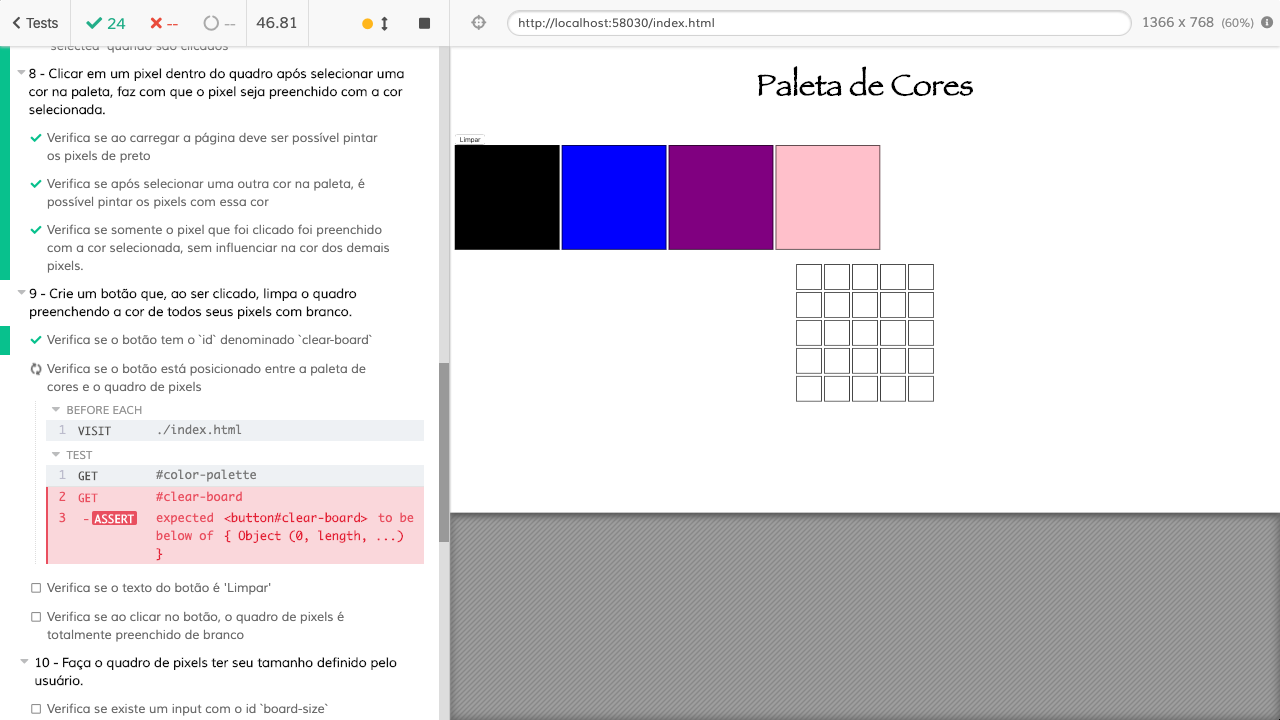 Tests
24
--
--
46.81
http://localhost:58030/index.html
1366 x 768 (60%)
selected` quando são clicados
8 - Clicar em um pixel dentro do quadro após selecionar uma
cor na paleta, faz com que o pixel seja preenchido com a cor
selecionada.
Verifica se ao carregar a página deve ser possível pintar
os pixels de preto
Verifica se após selecionar uma outra cor na paleta, é
possível pintar os pixels com essa cor
Verifica se somente o pixel que foi clicado foi preenchido
com a cor selecionada, sem influenciar na cor dos demais
pixels.
9 - Crie um botão que, ao ser clicado, limpa o quadro
preenchendo a cor de todos seus pixels com branco.
Verifica se o botão tem o `id` denominado `clear-board`
Verifica se o botão está posicionado entre a paleta de
cores e o quadro de pixels
BEFORE EACH
1 VISIT ./index.html
TEST
1 GET #color-palette
2 GET #clear-board
3 -ASSERT expected <button#clear-board> to be
below of { Object (0, length, ...)
}
Verifica se o texto do botão é 'Limpar'
Verifica se ao clicar no botão, o quadro de pixels é
totalmente preenchido de branco
10 - Faça o quadro de pixels ter seu tamanho definido pelo
usuário.
Verifica se existe um input com o id `board-size`
Paleta de Cores
Limpar